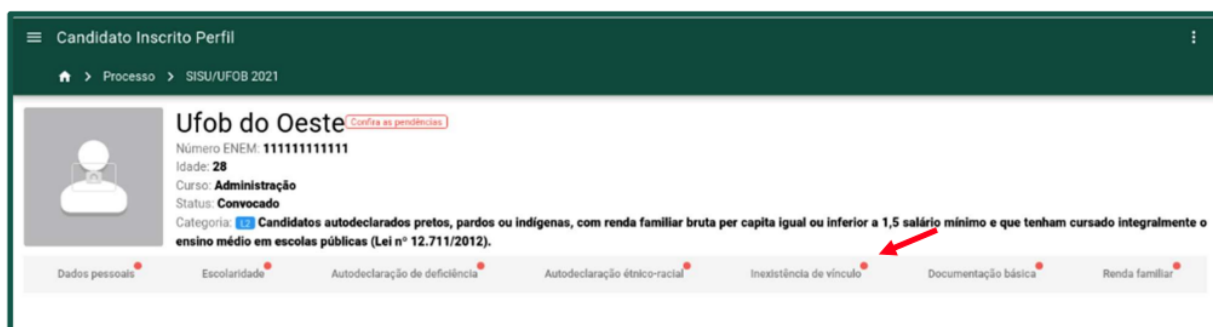 Candidato Inscrito Perfil
Processo > SISU/UFOB 2021
Ufob do Oeste Confira as pendências
Número ENEM: 111111111111
Idade: 28
Curso: Administração
Status: Convocado
Categoria: L2 Candidatos autodeclarados pretos, pardos ou indígenas, com renda familiar bruta per capita igual ou inferior a 1,5 salário mínimo e que tenham cursado integralmente o
ensino médio em escolas públicas (Lei nº 12.711/2012).
Dados pessoais Escolaridade Autodeclaração de deficiência Autodeclaração étnico-racial Inexistência de vínculo Documentação básica Renda familiar